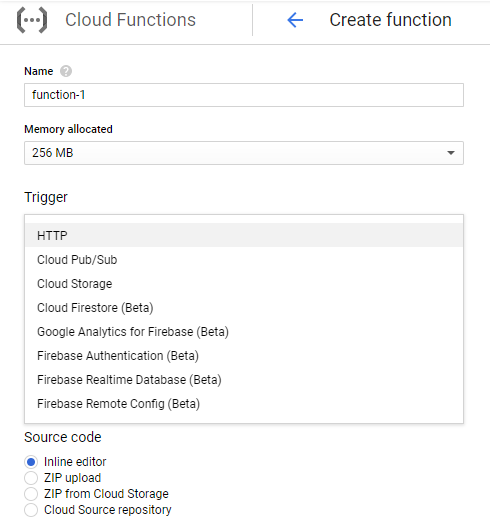 Cloud Functions
Create function
Name
function-1
Memory allocated
256 MB
Trigger
HTTP
Cloud Pub/Sub
Cloud Storage
Cloud Firestore (Beta)
Google Analytics for Firebase (Beta)
Firebase Authentication (Beta)
Firebase Realtime Database (Beta)
Firebase Remote Config (Beta)
Source code
Inline editor
ZIP upload
ZIP from Cloud Storage
Cloud Source repository